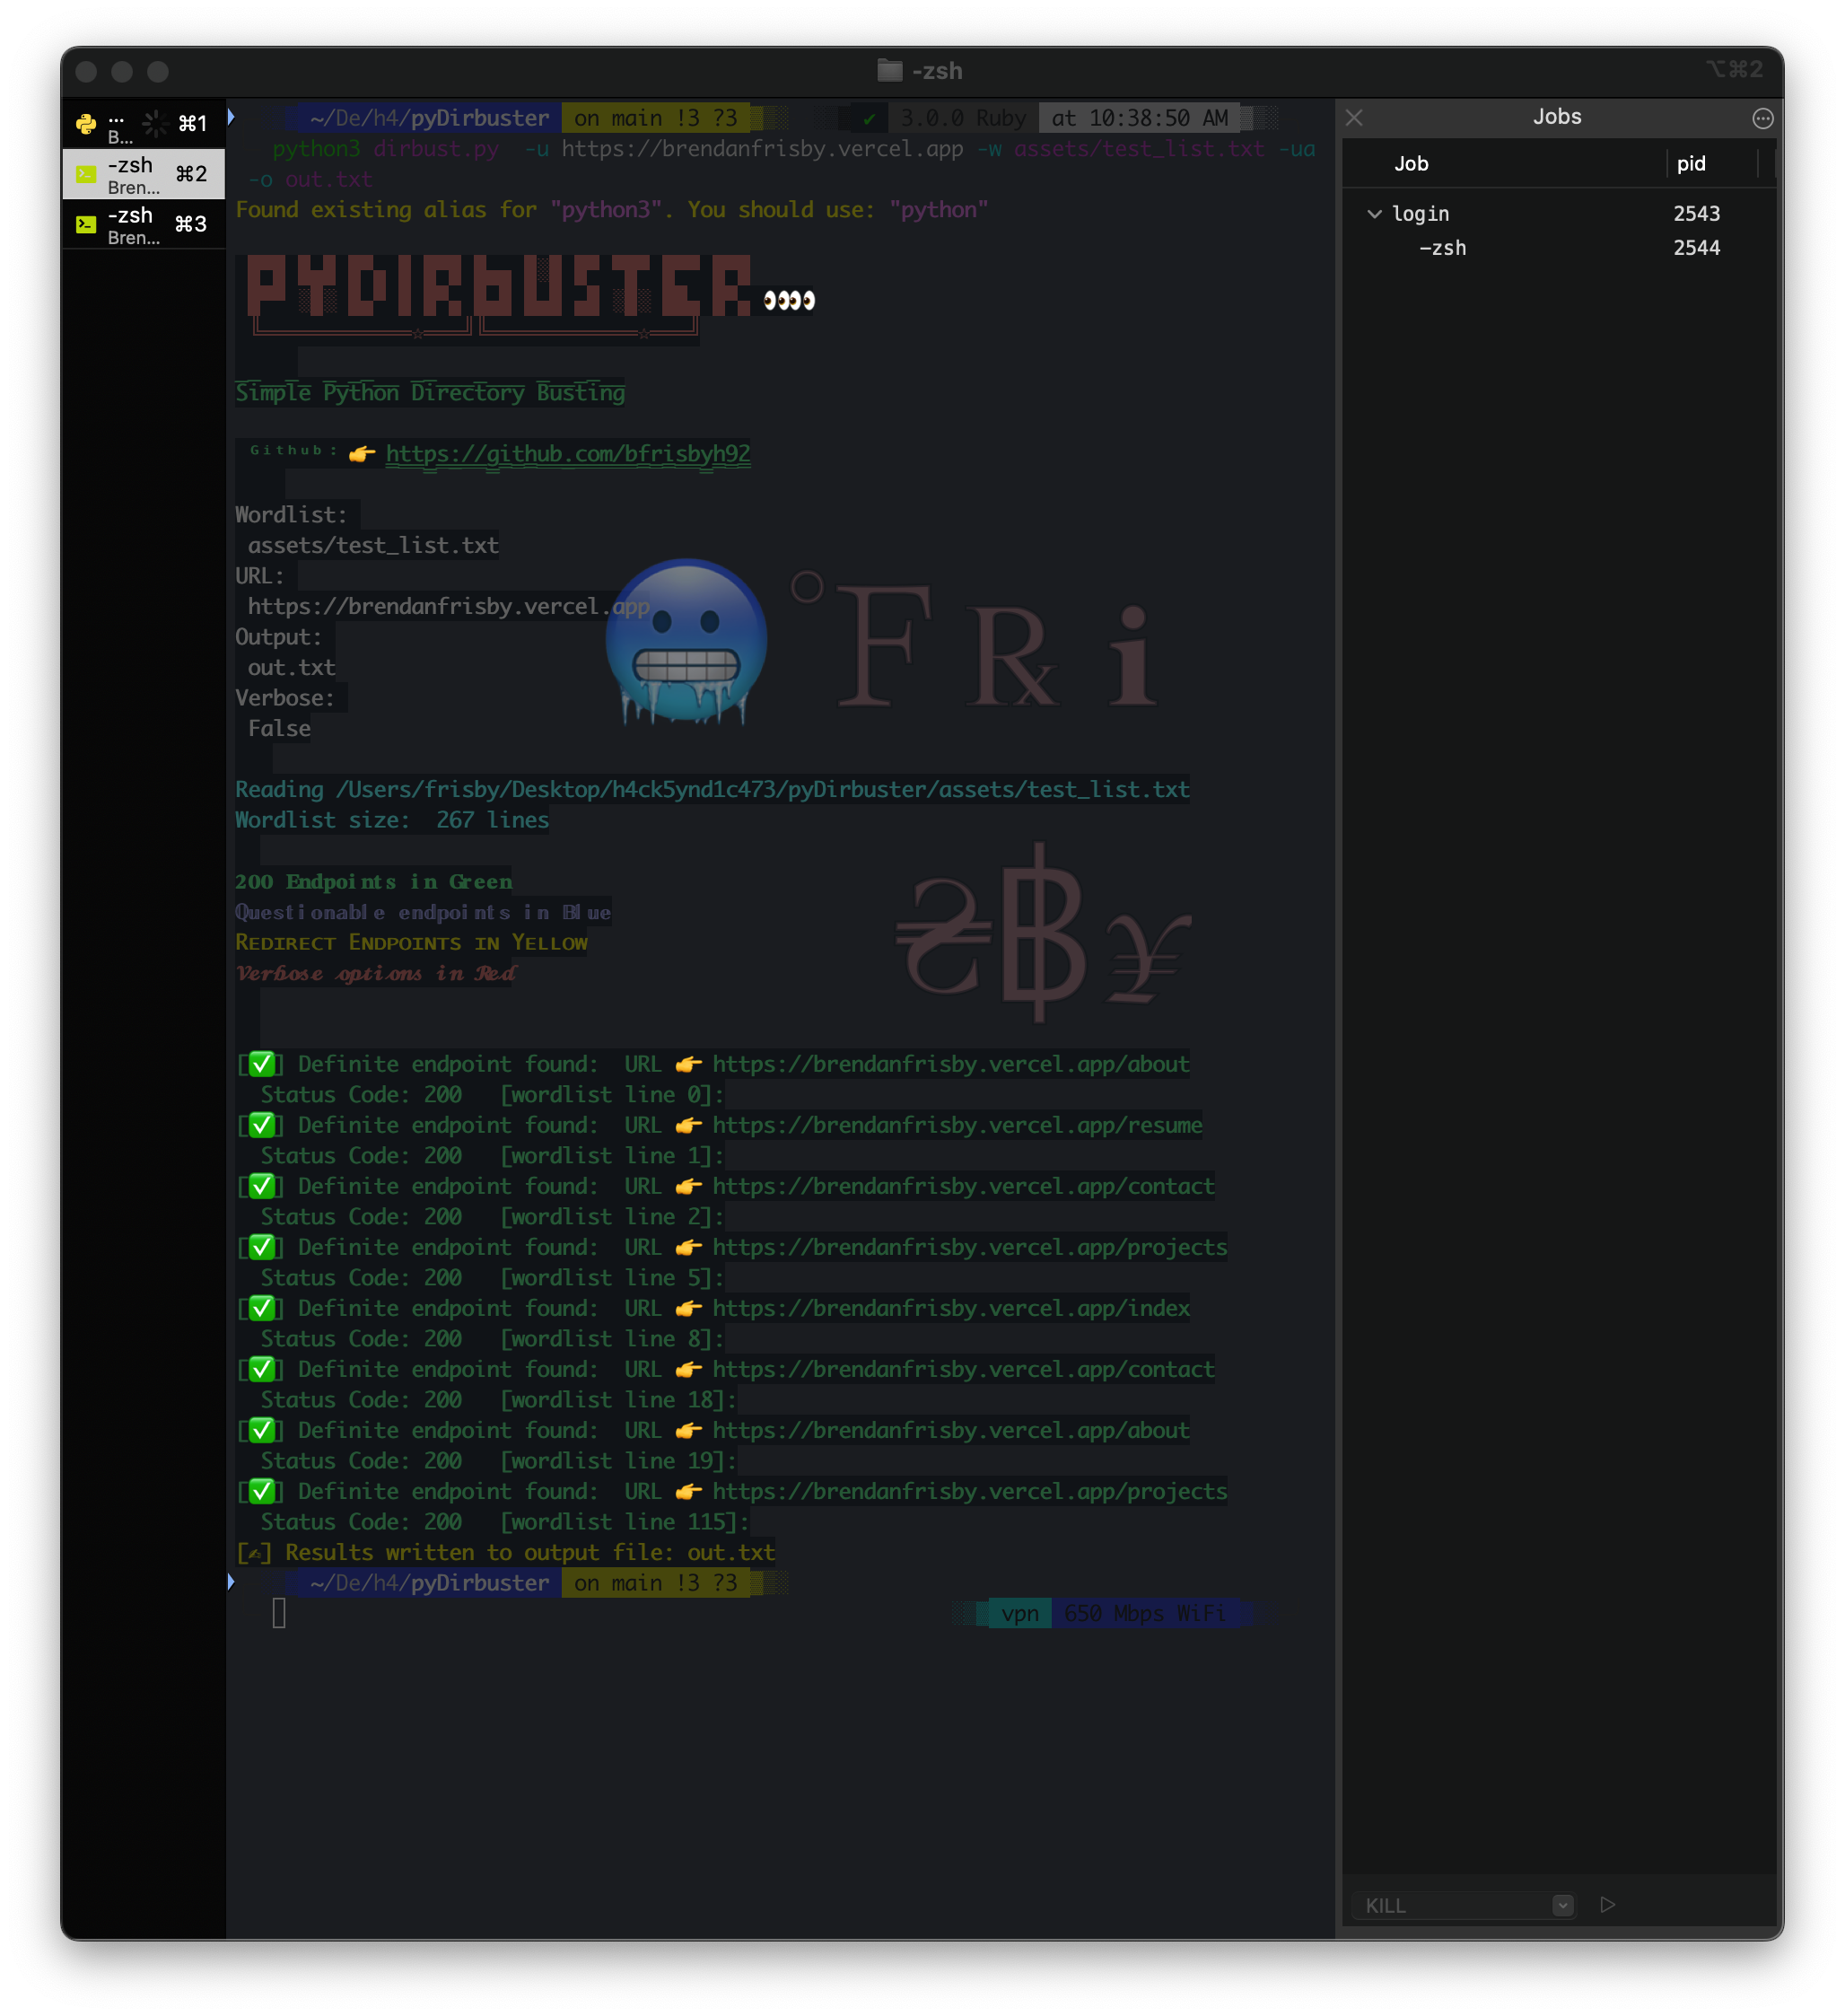 -zsh
⌥⌘2
...
B...
⌘1
-zsh
Bren...
⌘2
-zsh
Bren...
⌘3
~/De/h4/pyDirbuster on main !3 ?3 ✔ 3.0.0 Ruby at 10:38:50 AM
python3 dirbust.py -u https://brendanfrisby.vercel.app -w assets/test_list.txt -ua
-o out.txt
Found existing alias for "python3". You should use: "python"
PYDIRbUSTER 👀👀
Simple Python Directory Busting
ᴳⁱᵗʰᵘᵇ: 👉 https://github.com/bfrisbyh92
Wordlist:
assets/test_list.txt
URL:
https://brendanfrisby.vercel.app
Output:
out.txt
Verbose:
False
🥶 °F ℞ i
Reading /Users/frisby/Desktop/h4ck5ynd1c473/pyDirbuster/assets/test_list.txt
Wordlist size: 267 lines
200 Endpoints in Green
Questionable endpoints in Blue
Redirect Endpoints in Yellow
Verbose options in Red
[✅] Definite endpoint found: URL 👉 https://brendanfrisby.vercel.app/about
Status Code: 200 [wordlist line 0]:
[✅] Definite endpoint found: URL 👉 https://brendanfrisby.vercel.app/resume
Status Code: 200 [wordlist line 1]:
[✅] Definite endpoint found: URL 👉 https://brendanfrisby.vercel.app/contact
Status Code: 200 [wordlist line 2]:
[✅] Definite endpoint found: URL 👉 https://brendanfrisby.vercel.app/projects
Status Code: 200 [wordlist line 5]:
[✅] Definite endpoint found: URL 👉 https://brendanfrisby.vercel.app/index
Status Code: 200 [wordlist line 8]:
[✅] Definite endpoint found: URL 👉 https://brendanfrisby.vercel.app/contact
Status Code: 200 [wordlist line 18]:
[✅] Definite endpoint found: URL 👉 https://brendanfrisby.vercel.app/about
Status Code: 200 [wordlist line 19]:
[✅] Definite endpoint found: URL 👉 https://brendanfrisby.vercel.app/projects
Status Code: 200 [wordlist line 115]:
[✍] Results written to output file: out.txt
~/De/h4/pyDirbuster on main !3 ?3
vpn 650 Mbps WiFi
₴฿¥
Jobs
Job pid
login 2543
-zsh 2544
KILL